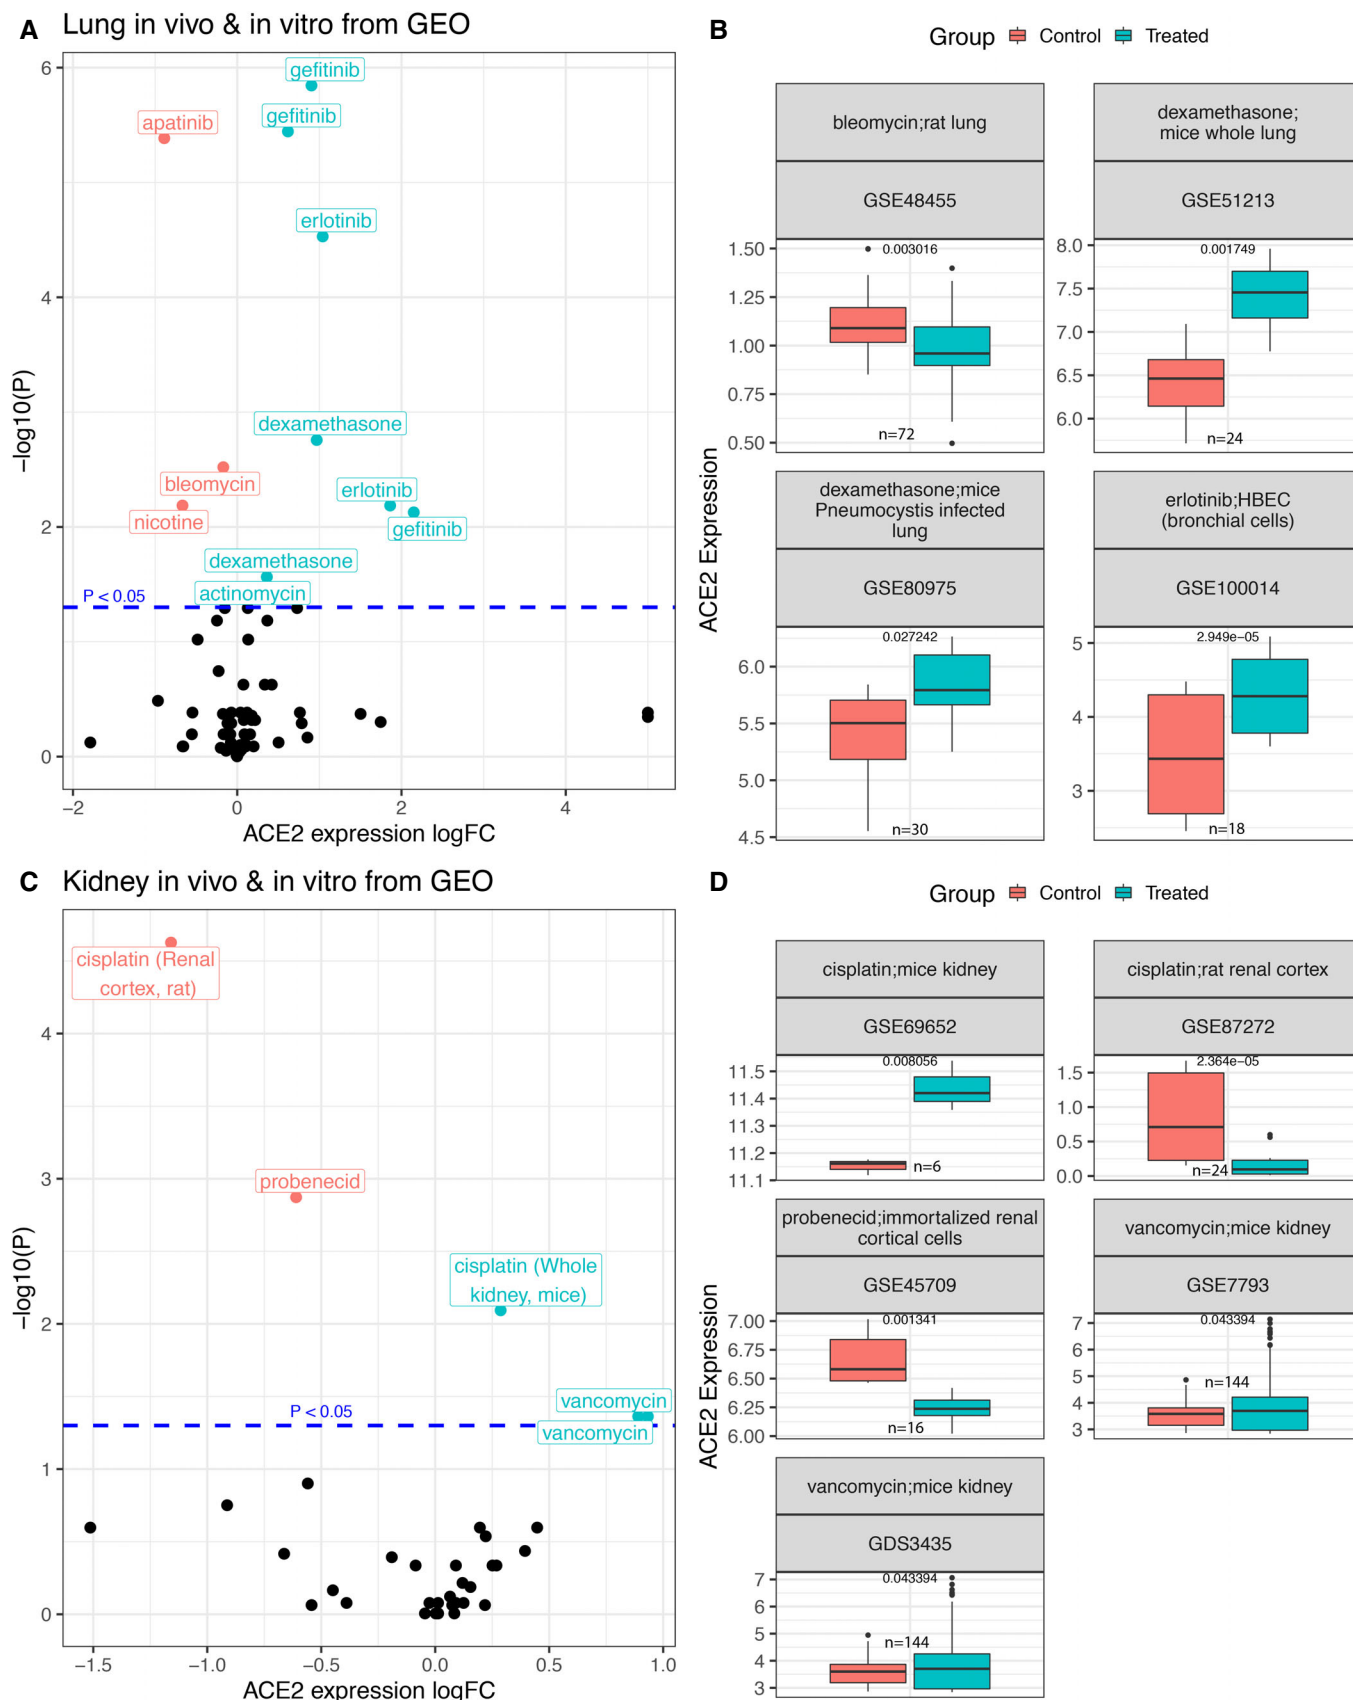 A Lung in vivo & in vitro from GEO
6
4
2
0
−log10(P)
gefitinib
gefitinib
apatinib
erlotinib
dexamethasone
bleomycin
erlotinib
nicotine
gefitinib
dexamethasone
actinomycin
P < 0.05
−2
0
2
4
ACE2 expression logFC
B
Group Control Treated
ACE2 Expression
bleomycin;rat lung
GSE48455
0.003016
1.50
1.25
1.00
0.75
0.50
n=72
dexamethasone;
mice whole lung
GSE51213
0.001749
8.0
7.5
7.0
6.5
6.0
n=24
dexamethasone;mice
Pneumocystis infected
lung
GSE80975
0.027242
6.0
5.5
5.0
4.5
n=30
erlotinib;HBEC
(bronchial cells)
GSE100014
2.949e−05
5
4
3
n=18
C Kidney in vivo & in vitro from GEO
4
3
2
1
0
−log10(P)
cisplatin (Renal
cortex, rat)
probenecid
cisplatin (Whole
kidney, mice)
vancomycin
vancomycin
P < 0.05
−1.5
−1.0
−0.5
0.0
0.5
1.0
ACE2 expression logFC
D
Group Control Treated
ACE2 Expression
cisplatin;mice kidney
GSE69652
0.008056
11.5
11.4
11.3
11.2
11.1
n=6
cisplatin;rat renal cortex
GSE87272
2.364e−05
1.5
1.0
0.5
0.0
n=24
probenecid;immortalized renal
cortical cells
GSE45709
0.001341
7.00
6.75
6.50
6.25
6.00
n=16
vancomycin;mice kidney
GSE7793
0.043394
7
6
5
4
3
n=144
vancomycin;mice kidney
GDS3435
0.043394
7
6
5
4
3
n=144